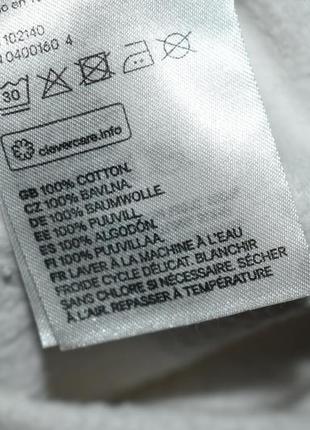 102140
0400160 4
30
clevercare.info
GB 100% COTTON.
CZ 100% BAVLNA.
DE 100% BAUMWOLLE
EE 100% PUUVILL.
ES 100% ALGODÓN.
FI 100% PUUVILLAA.
FR LAVER À LA MACHINE À L'EAU
FROIDE CYCLE DÉLICAT. BLANCHIR
SANS CHLORE SI NÉCESSAIRE. SÉCHER
À L'AIR. REPASSER À TEMPÉRATURE